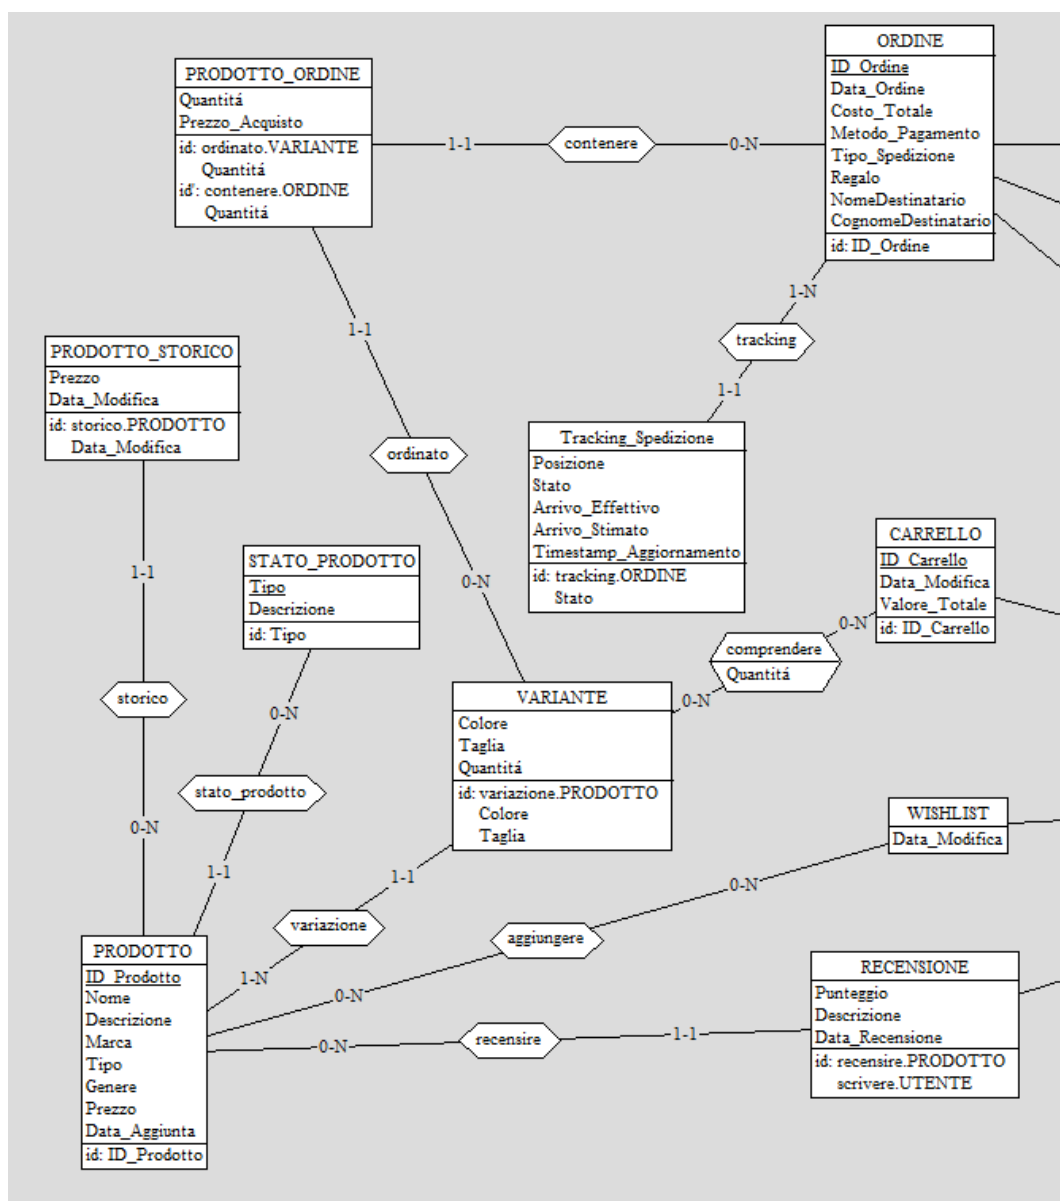 ORDINE
ID_Ordine
Data_Ordine
Costo_Totale
Metodo_Pagamento
Tipo_Spedizione
Regalo
NomeDestinatario
CognomeDestinatario
id: ID_Ordine
PRODOTTO_ORDINE
Quantitá
Prezzo_Acquisto
id: ordinato.VARIANTE
Quantitá
id': contenere.ORDINE
Quantitá
1-1
contenere
0-N
1-N
tracking
1-1
1-1
ordinato
0-N
PRODOTTO_STORICO
Prezzo
Data_Modifica
id: storico.PRODOTTO
Data_Modifica
Tracking_Spedizione
Posizione
Stato
Arrivo_Effettivo
Arrivo_Stimato
Timestamp_Aggiornamento
id: tracking.ORDINE
Stato
STATO_PRODOTTO
Tipo
Descrizione
id: Tipo
CARRELLO
ID_Carrello
Data_Modifica
Valore_Totale
id: ID_Carrello
1-1
storico
0-N
0-N
stato_prodotto
1-1
0-N
comprendere
Quantitá
0-N
VARIANTE
Colore
Taglia
Quantitá
id: variazione.PRODOTTO
Colore
Taglia
WISHLIST
Data_Modifica
1-1
variazione
1-N
0-N
aggiungere
0-N
PRODOTTO
ID_Prodotto
Nome
Descrizione
Marca
Tipo
Genere
Prezzo
Data_Aggiunta
id: ID_Prodotto
0-N
recensire
1-1
RECENSIONE
Punteggio
Descrizione
Data_Recensione
id: recensire.PRODOTTO
scrivere.UTENTE